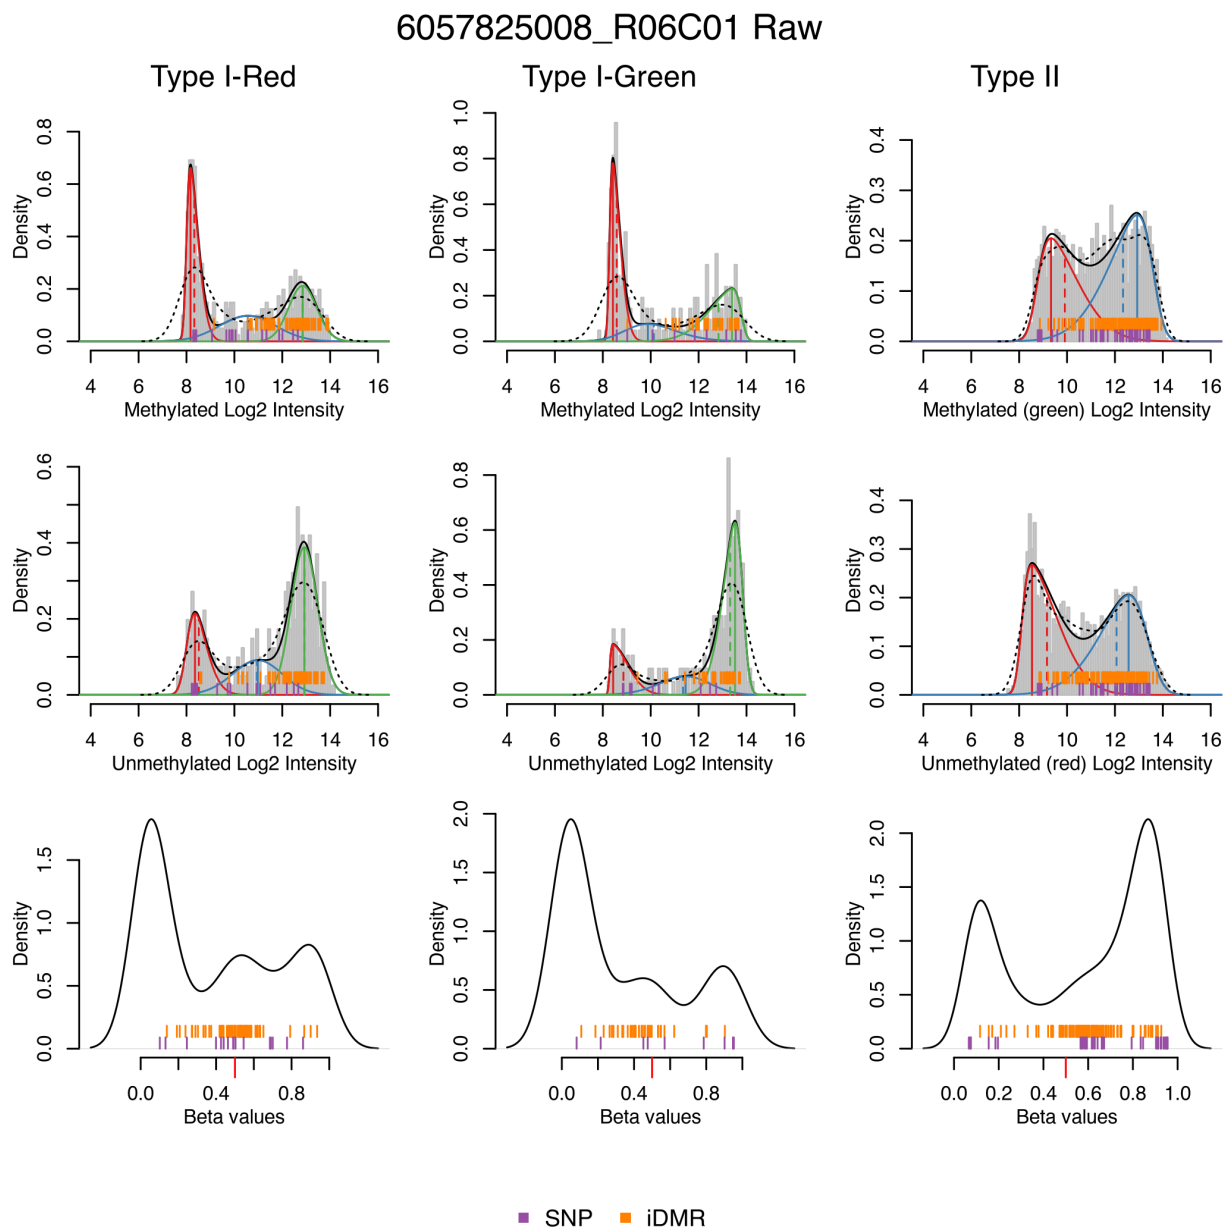 6057825008_R06C01 Raw
Type I-Red
Type I-Green
Type II
Density
0.0 0.2 0.4 0.6 0.8
4 6 8 10 12 14 16
Methylated Log2 Intensity
Density
0.0 0.2 0.4 0.6 0.8 1.0
4 6 8 10 12 14 16
Methylated Log2 Intensity
Density
0.0 0.1 0.2 0.3 0.4
4 6 8 10 12 14 16
Methylated (green) Log2 Intensity
Density
0.0 0.2 0.4 0.6
4 6 8 10 12 14 16
Unmethylated Log2 Intensity
Density
0.0 0.2 0.4 0.6 0.8
4 6 8 10 12 14 16
Unmethylated Log2 Intensity
Density
0.0 0.1 0.2 0.3 0.4
4 6 8 10 12 14 16
Unmethylated (red) Log2 Intensity
Density
0.0 0.5 1.0 1.5
0.0 0.4 0.8
Beta values
Density
0.0 0.5 1.0 1.5 2.0
0.0 0.4 0.8
Beta values
Density
0.0 0.5 1.0 1.5 2.0
0.0 0.2 0.4 0.6 0.8 1.0
Beta values
SNP iDMR